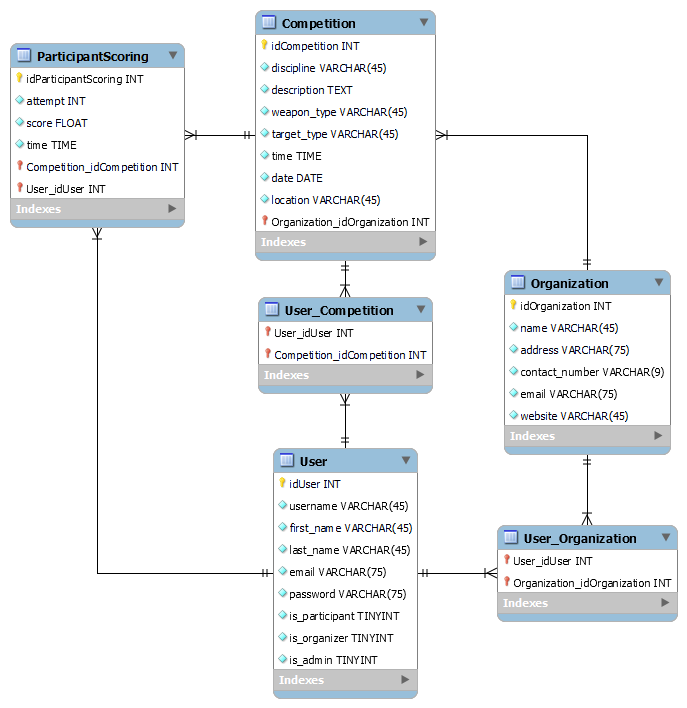 ParticipantScoring
idParticipantScoring INT
attempt INT
score FLOAT
time TIME
Competition_idCompetition INT
User_idUser INT
Indexes
Competition
idCompetition INT
discipline VARCHAR(45)
description TEXT
weapon_type VARCHAR(45)
target_type VARCHAR(45)
time TIME
date DATE
location VARCHAR(45)
Organization_idOrganization INT
Indexes
User_Competition
User_idUser INT
Competition_idCompetition INT
Indexes
Organization
idOrganization INT
name VARCHAR(45)
address VARCHAR(75)
contact_number VARCHAR(9)
email VARCHAR(75)
website VARCHAR(45)
Indexes
User
idUser INT
username VARCHAR(45)
first_name VARCHAR(45)
last_name VARCHAR(45)
email VARCHAR(75)
password VARCHAR(75)
is_participant TINYINT
is_organizer TINYINT
is_admin TINYINT
Indexes
User_Organization
User_idUser INT
Organization_idOrganization INT
Indexes